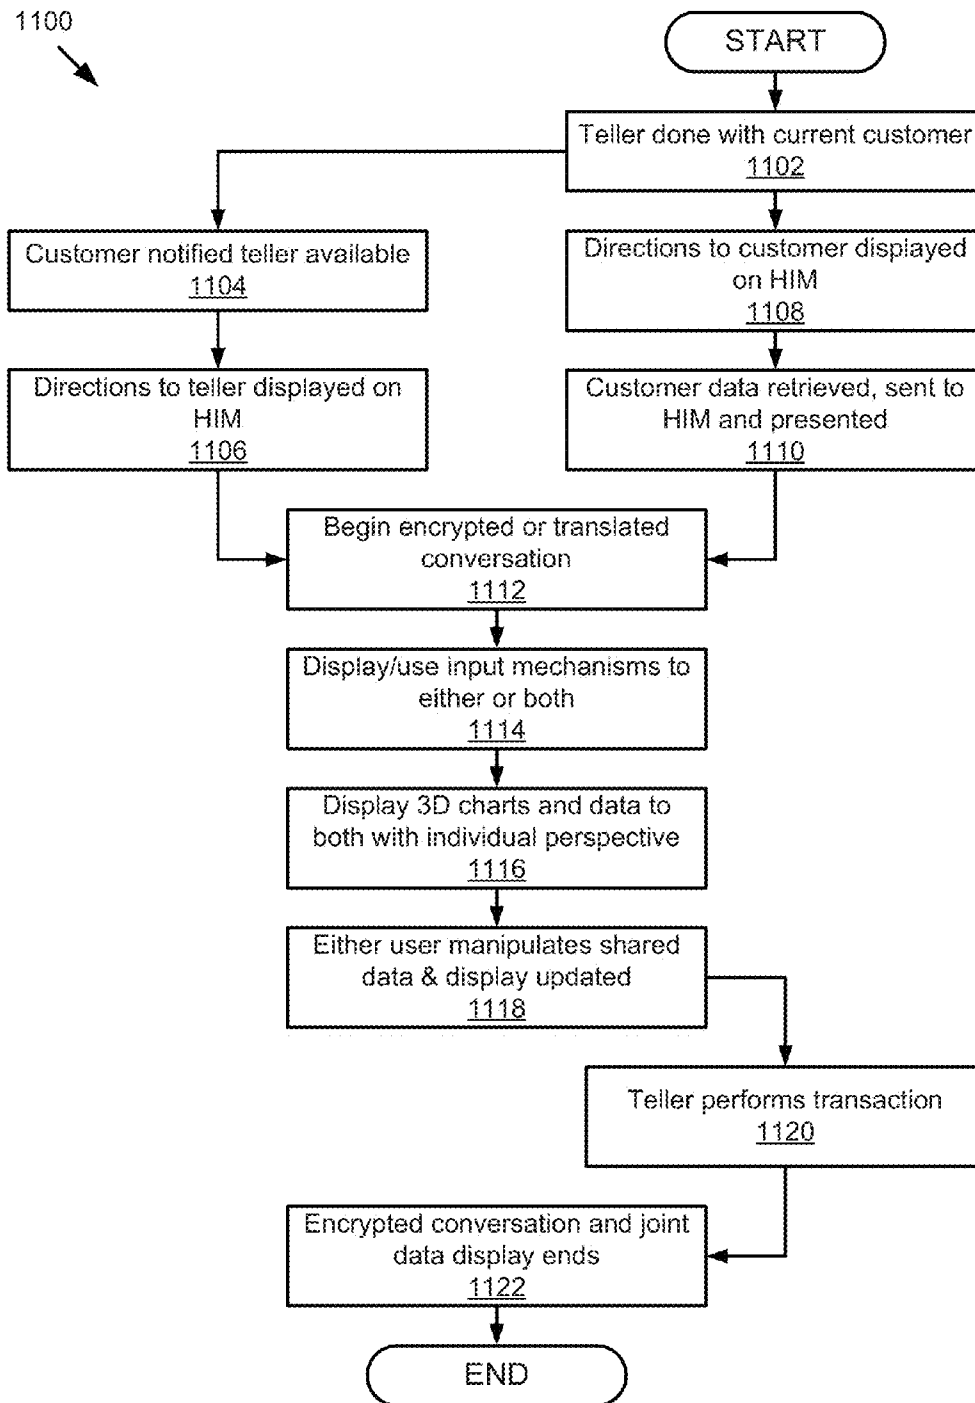 1100
START
Teller done with current customer
1102
Customer notified teller available
1104
Directions to customer displayed
on HIM
1108
Directions to teller displayed on
HIM
1106
Customer data retrieved, sent to
HIM and presented
1110
Begin encrypted or translated
conversation
1112
Display/use input mechanisms to
either or both
1114
Display 3D charts and data to
both with individual perspective
1116
Either user manipulates shared
data & display updated
1118
Teller performs transaction
1120
Encrypted conversation and joint
data display ends
1122
END